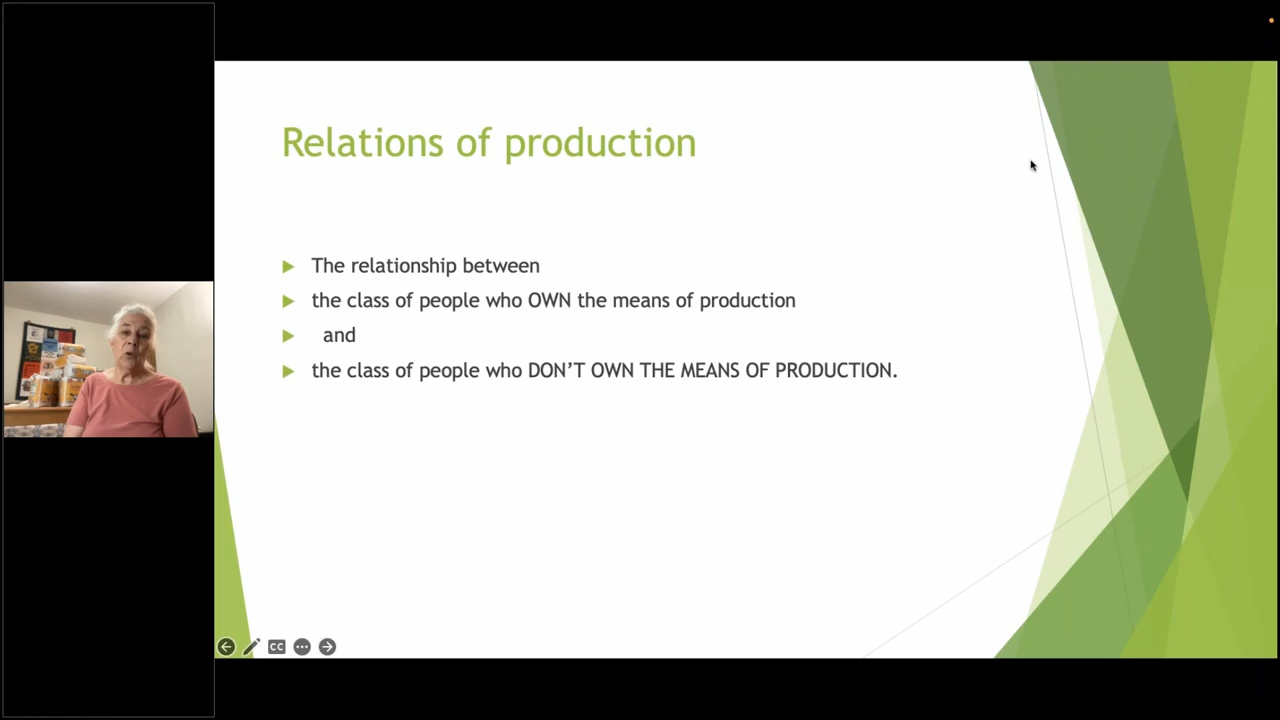 Relations of production
The relationship between
the class of people who OWN the means of production
and
the class of people who DON’T OWN THE MEANS OF PRODUCTION.
CC